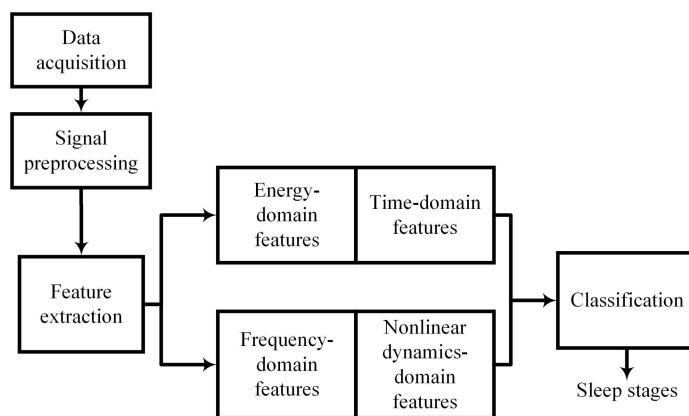 Data
acquisition
Signal
preprocessing
Feature
extraction
Energy-
domain
features
Time-domain
features
Frequency-
domain
features
Nonlinear
dynamics-
domain
features
Classification
Sleep stages